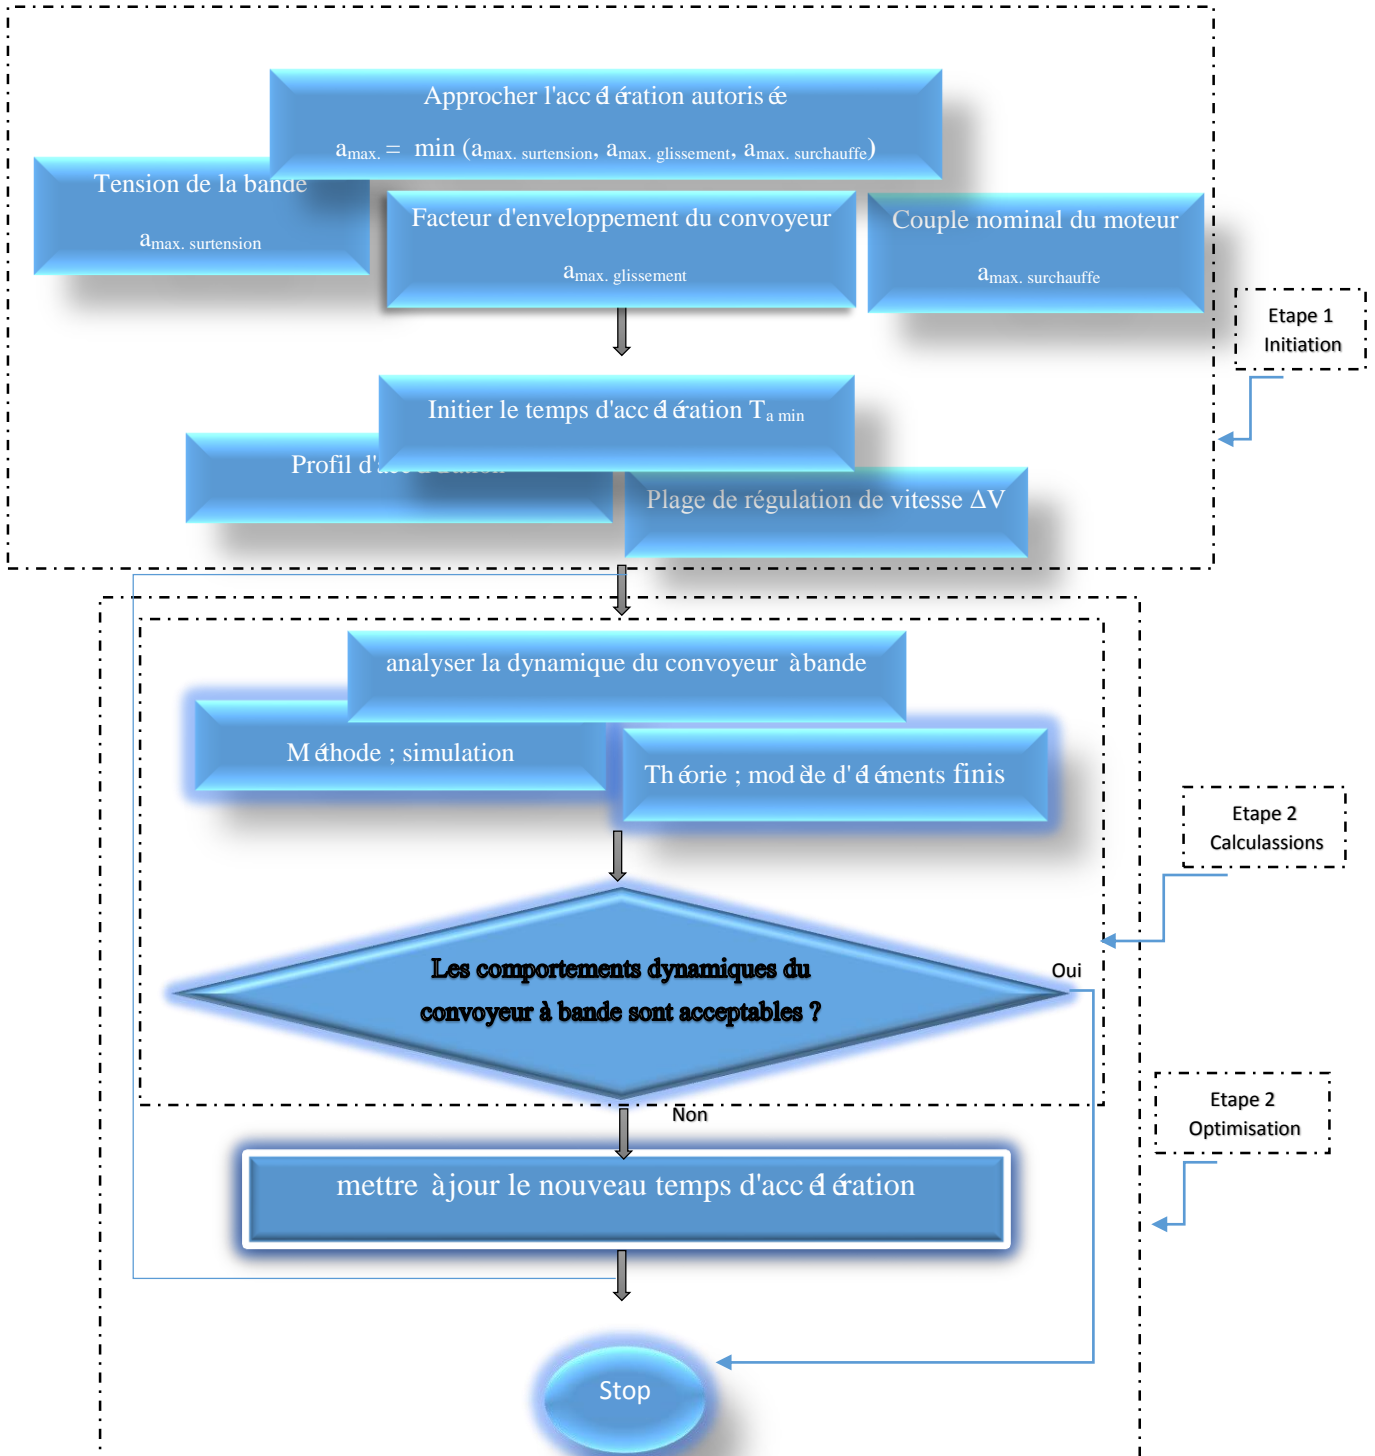 Approcher l'accélération autorisée
amax. = min (amax. surtension, amax. glissement, amax. surchauffe)
Tension de la bande
amax. surtension
Facteur d'enveloppement du convoyeur
amax. glissement
Couple nominal du moteur
amax. surchauffe
Etape 1
Initiation
Initier le temps d'accélération Ta min
Profil d'accélération
Plage de régulation de vitesse ΔV
analyser la dynamique du convoyeur à bande
Méthode ; simulation
Théorie ; modèle d'éléments finis
Etape 2
Calculassions
Les comportements dynamiques du
convoyeur à bande sont acceptables ?
Oui
Non
Etape 2
Optimisation
mettre à jour le nouveau temps d'accélération
Stop